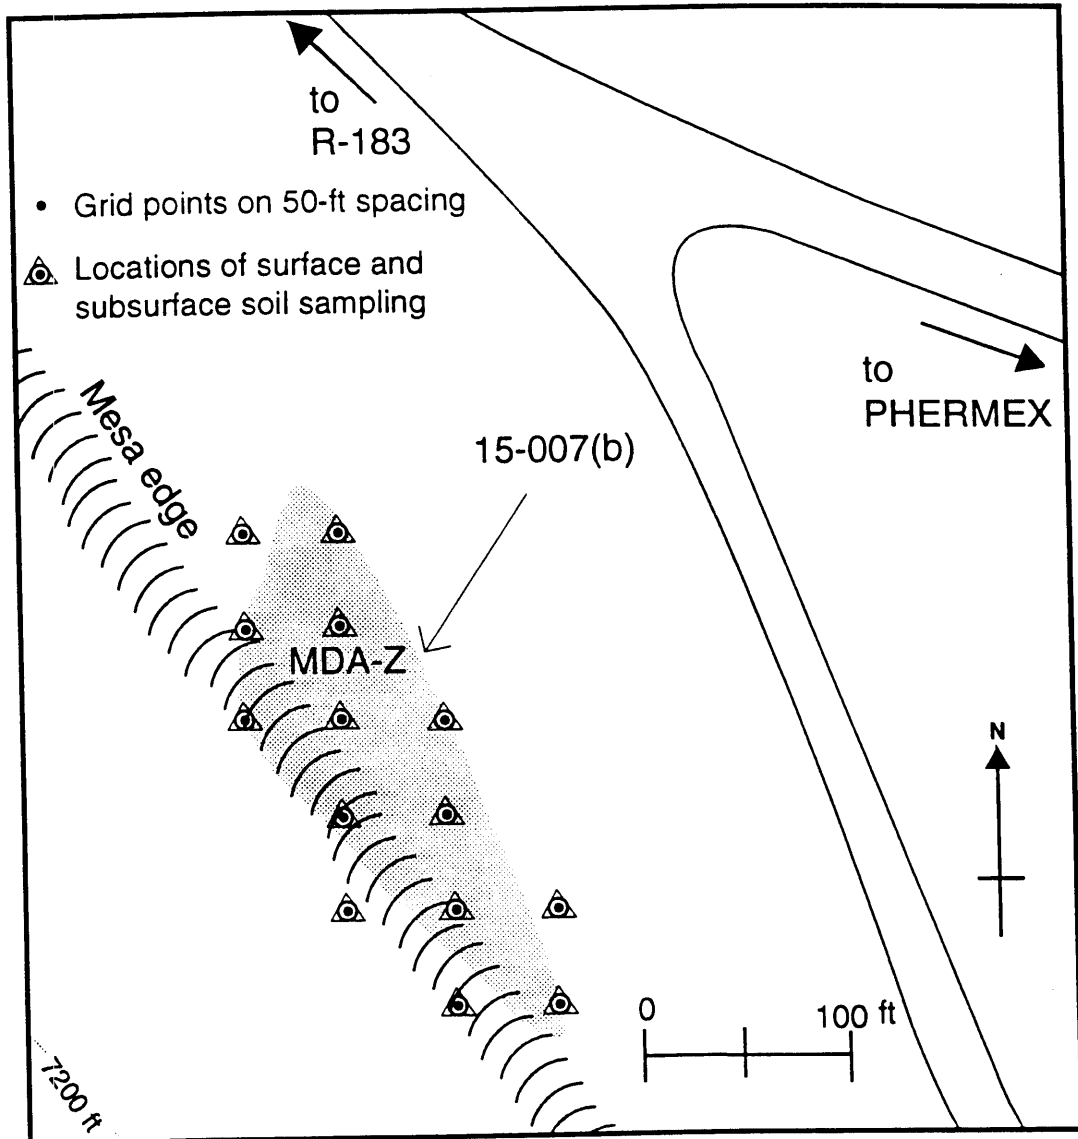 to
R-183
Grid points on 50-ft spacing
Locations of surface and
subsurface soil sampling
to
PHERMEX
Mesa edge
15-007(b)
MDA-Z
N
0
100 ft
7200 ft